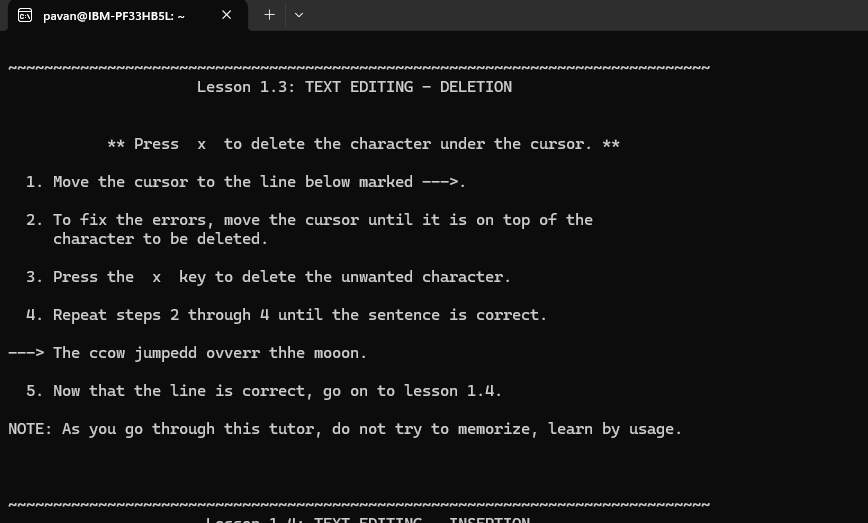 pavan@IBM-PF33HB5L: ~
~~~~~~~~~~~~~~~~~~~~~~~~~~~~~~~~~~~~~~~~~~~~~~~~~~~~~~~~~~~~~~~~~~~~~~~~~~~~~~
Lesson 1.3: TEXT EDITING - DELETION
** Press  x  to delete the character under the cursor. **
1. Move the cursor to the line below marked --->.
2. To fix the errors, move the cursor until it is on top of the
character to be deleted.
3. Press the  x  key to delete the unwanted character.
4. Repeat steps 2 through 4 until the sentence is correct.
---> The ccow jumpedd ovverr thhe mooon.
5. Now that the line is correct, go on to lesson 1.4.
NOTE: As you go through this tutor, do not try to memorize, learn by usage.
~~~~~~~~~~~~~~~~~~~~~~~~~~~~~~~~~~~~~~~~~~~~~~~~~~~~~~~~~~~~~~~~~~~~~~~~~~~~~~
Lesson 1.4: TEXT EDITING - INSERTION